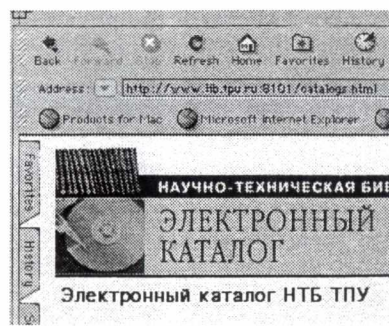 Back Forward Stop Refresh Home Favorites History
Address: http://www.lib.tpu.ru:8101/catalogs.html
Products for Mac Microsoft Internet Explorer
Favorites
History
НАУЧНО-ТЕХНИЧЕСКАЯ БИБ
ЭЛЕКТРОННЫЙ
КАТАЛОГ
Электронный каталог НТБ ТПУ
S